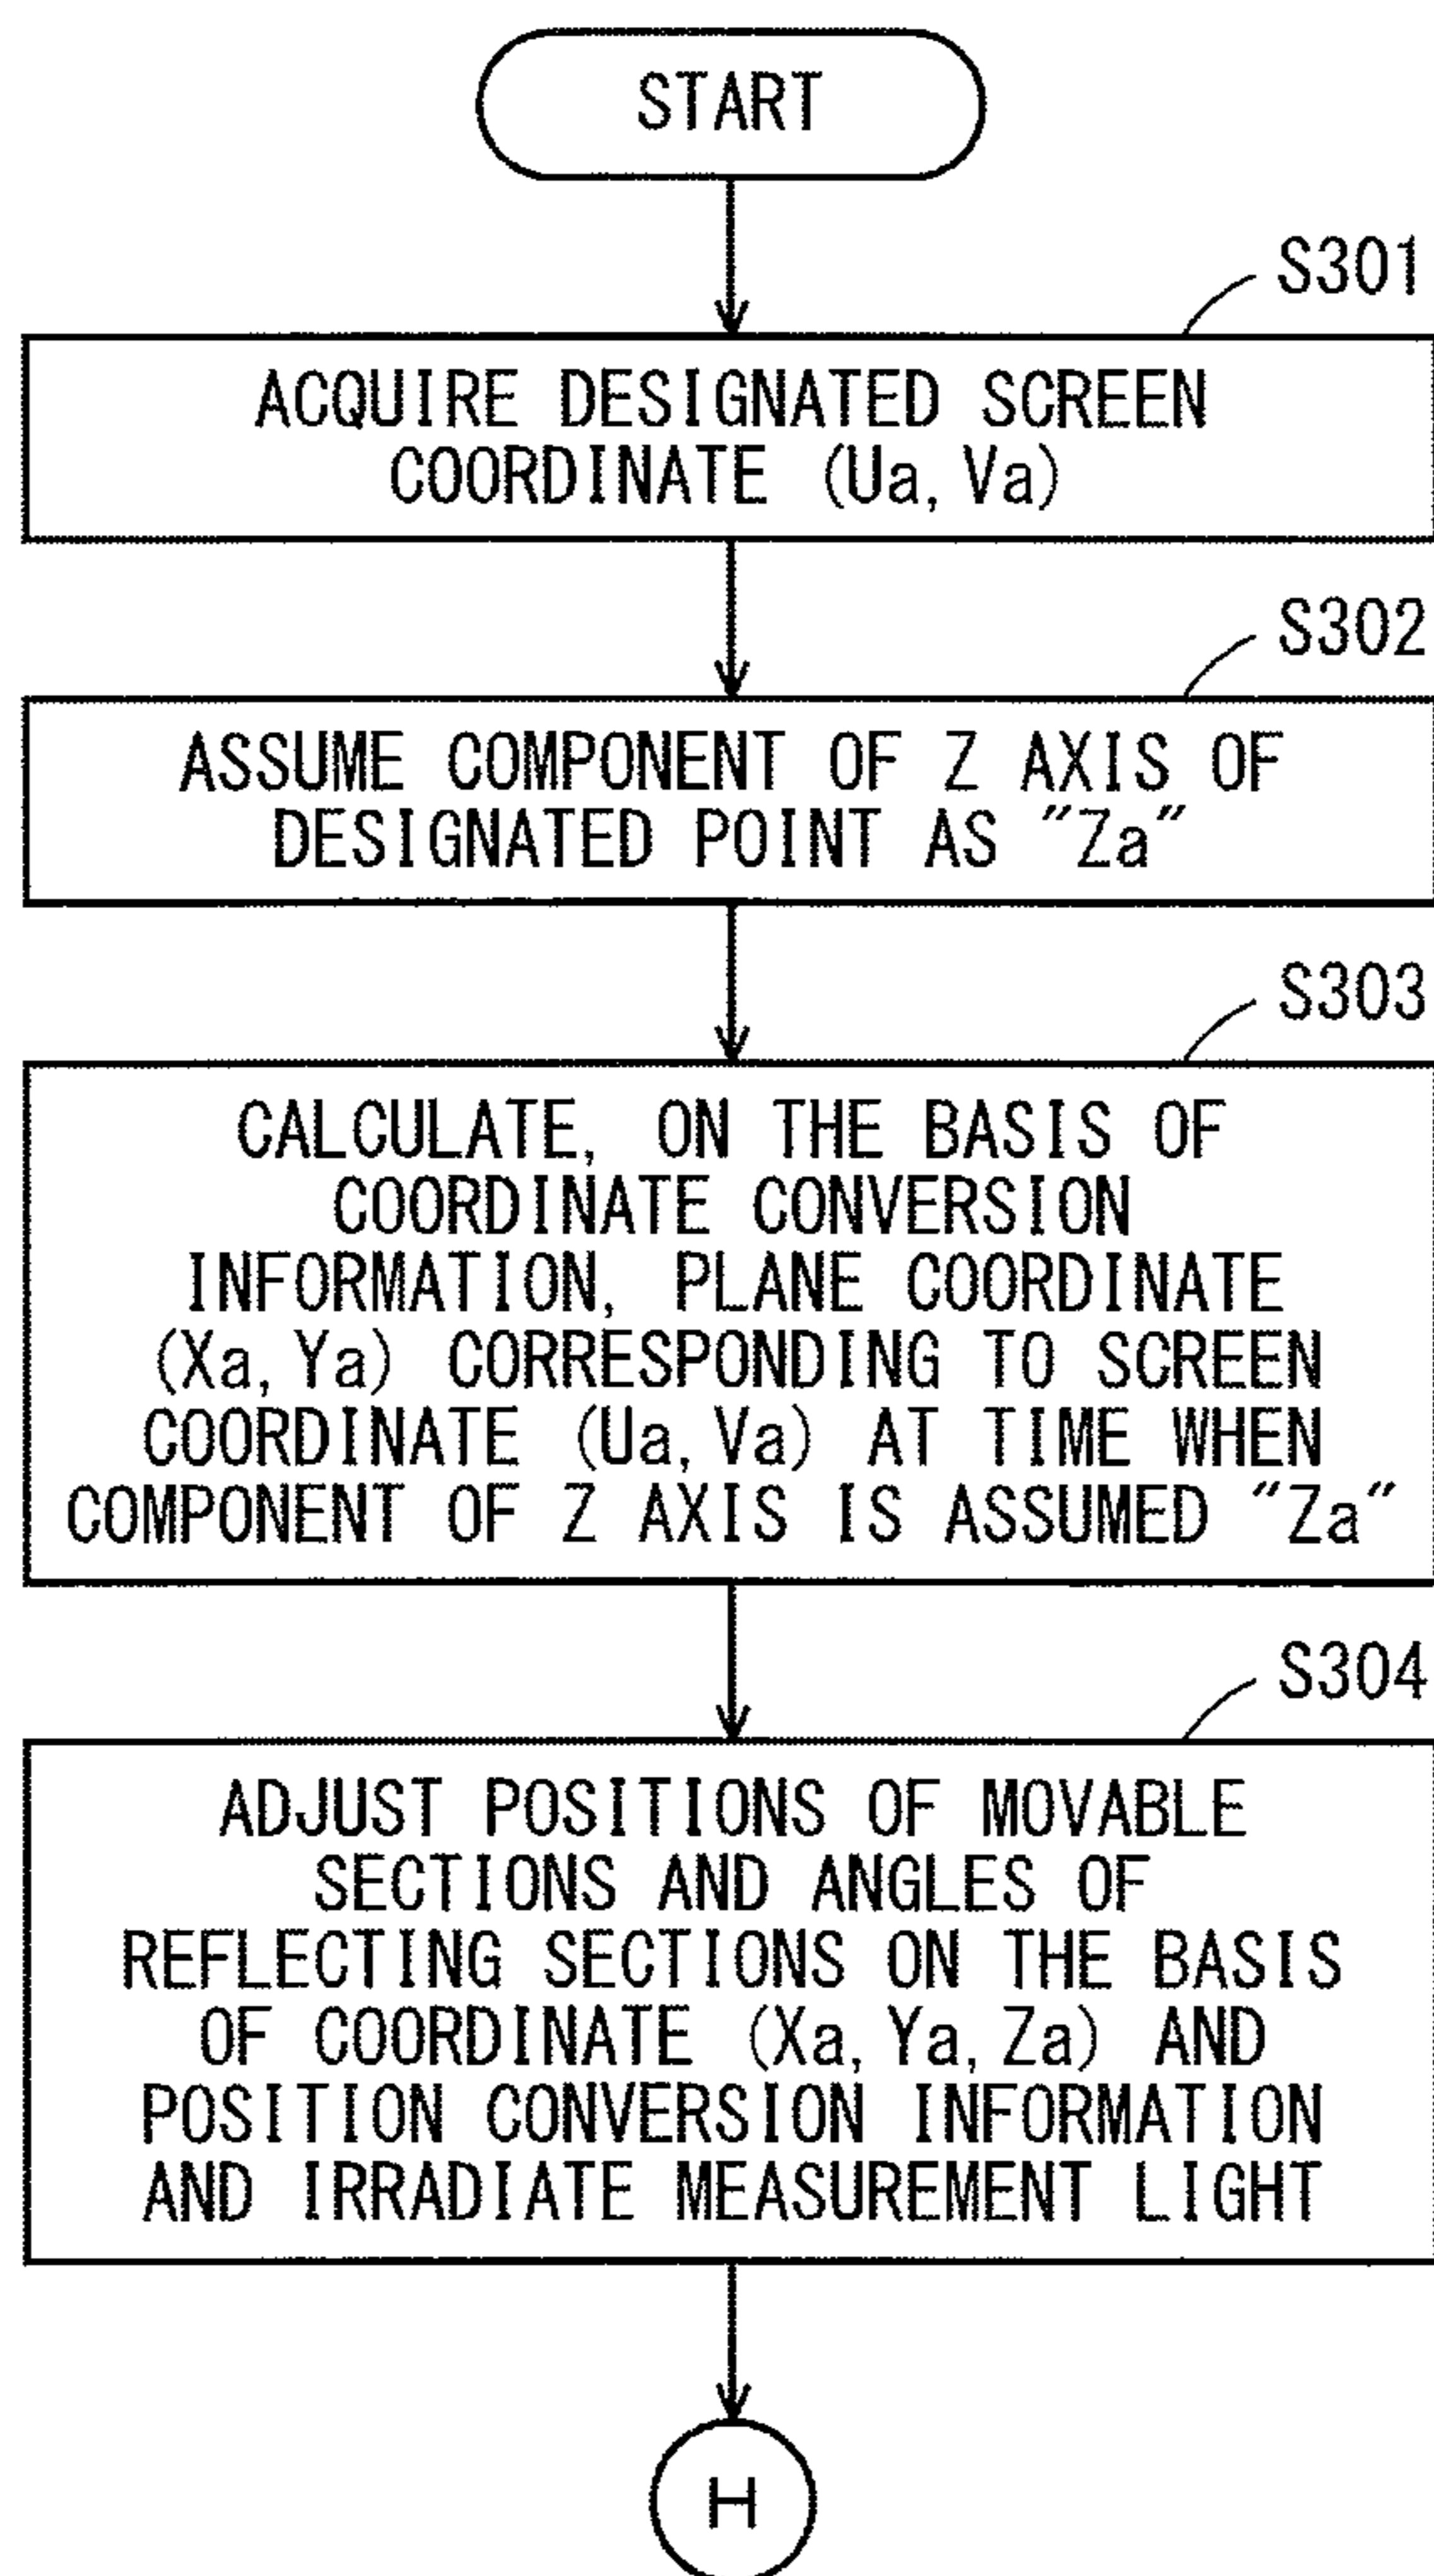 START
S301
ACQUIRE DESIGNATED SCREEN
COORDINATE (Ua, Va)
S302
ASSUME COMPONENT OF Z AXIS OF
DESIGNATED POINT AS "Za"
S303
CALCULATE, ON THE BASIS OF
COORDINATE CONVERSION
INFORMATION, PLANE COORDINATE
(Xa, Ya) CORRESPONDING TO SCREEN
COORDINATE (Ua, Va) AT TIME WHEN
COMPONENT OF Z AXIS IS ASSUMED "Za"
S304
ADJUST POSITIONS OF MOVABLE
SECTIONS AND ANGLES OF
REFLECTING SECTIONS ON THE BASIS
OF COORDINATE (Xa, Ya, Za) AND
POSITION CONVERSION INFORMATION
AND IRRADIATE MEASUREMENT LIGHT
H